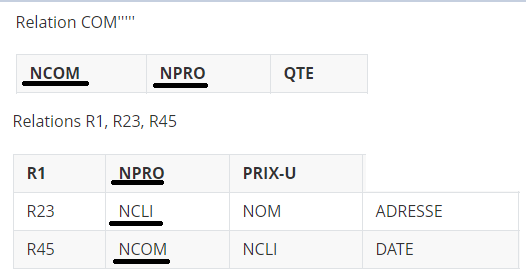 Relation COM'''''
NCOM NPRO QTE
Relations R1, R23, R45
R1 NPRO PRIX-U
R23 NCLI NOM ADRESSE
R45 NCOM NCLI DATE